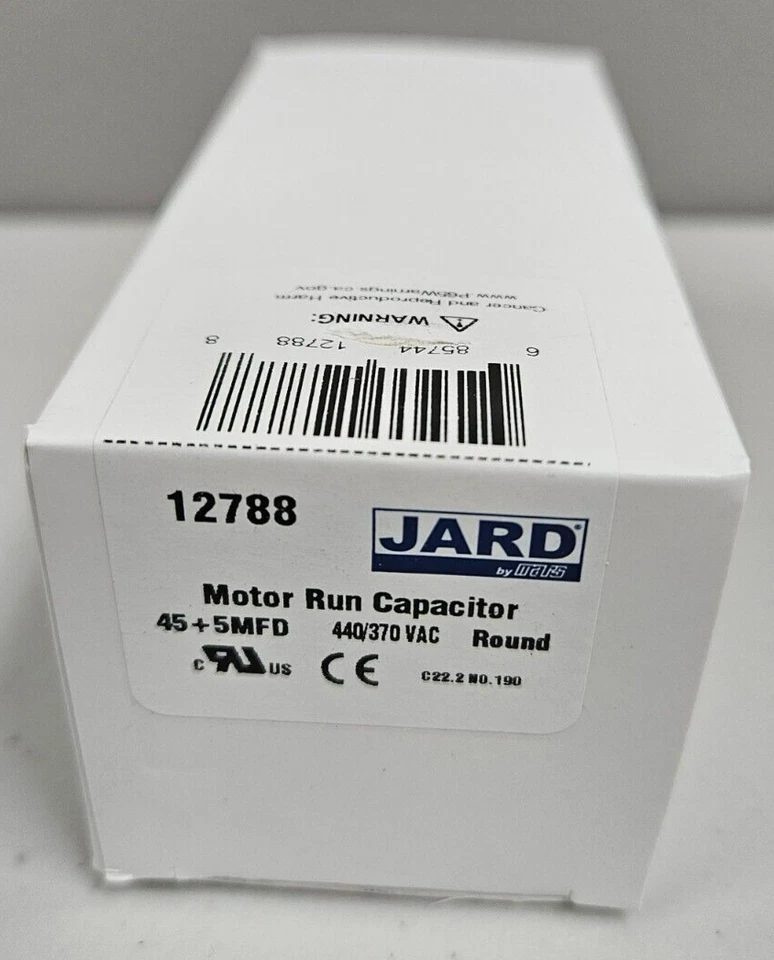 Cancer and Reproductive Harm
www.P65Warnings.ca.gov
⚠ WARNING:
6 85744 12788 8
12788
JARD®
by mars
Motor Run Capacitor
45+5MFD 440/370 VAC Round
c RU US CE C22.2 NO.190